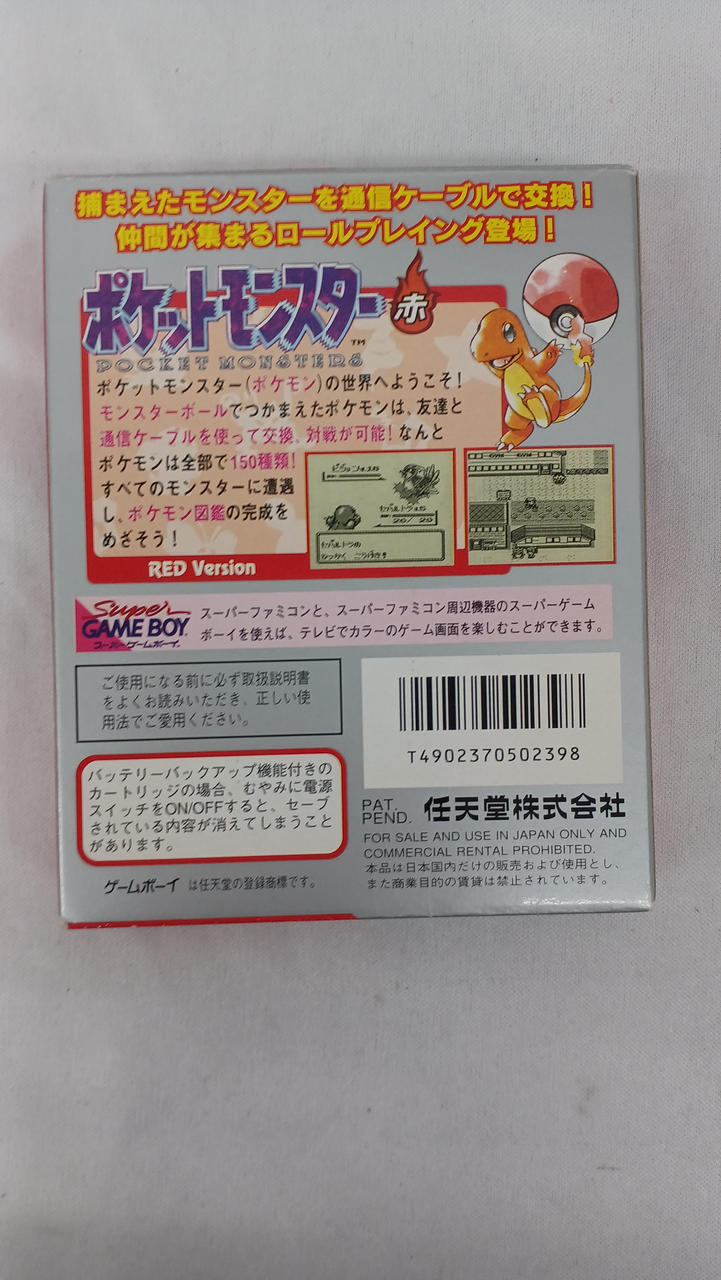 捕まえたモンスターを通信ケーブルで交換！
仲間が集まるロールプレイング登場！
ポケットモンスター 赤
TM
POCKET MONSTERS
ポケットモンスター(ポケモン)の世界へようこそ！
モンスターボールでつかまえたポケモンは、友達と
通信ケーブルを使って交換、対戦が可能！なんと
ポケモンは全部で150種類！
すべてのモンスターに遭遇
し、ポケモン図鑑の完成を
めざそう！
RED Version
20/ 20
GYM GYM
Super
GAME BOY
スーパーゲームボーイ
スーパーファミコンと、スーパーファミコン周辺機器のスーパーゲーム
ボーイを使えば、テレビでカラーのゲーム画面を楽しむことができます。
ご使用になる前に必ず取扱説明書
をよくお読みいただき、正しい使
用法でご愛用ください。
T4902370502398
バッテリーバックアップ機能付きの
カートリッジの場合、むやみに電源
スイッチをON/OFFすると、セーブ
されている内容が消えてしまうこと
があります。
PAT.
PEND. 任天堂株式会社
FOR SALE AND USE IN JAPAN ONLY AND
COMMERCIAL RENTAL PROHIBITED.
本品は日本国内だけの販売および使用とし、
また商業目的の賃貸は禁止されています。
ゲームボーイ は任天堂の登録商標です。